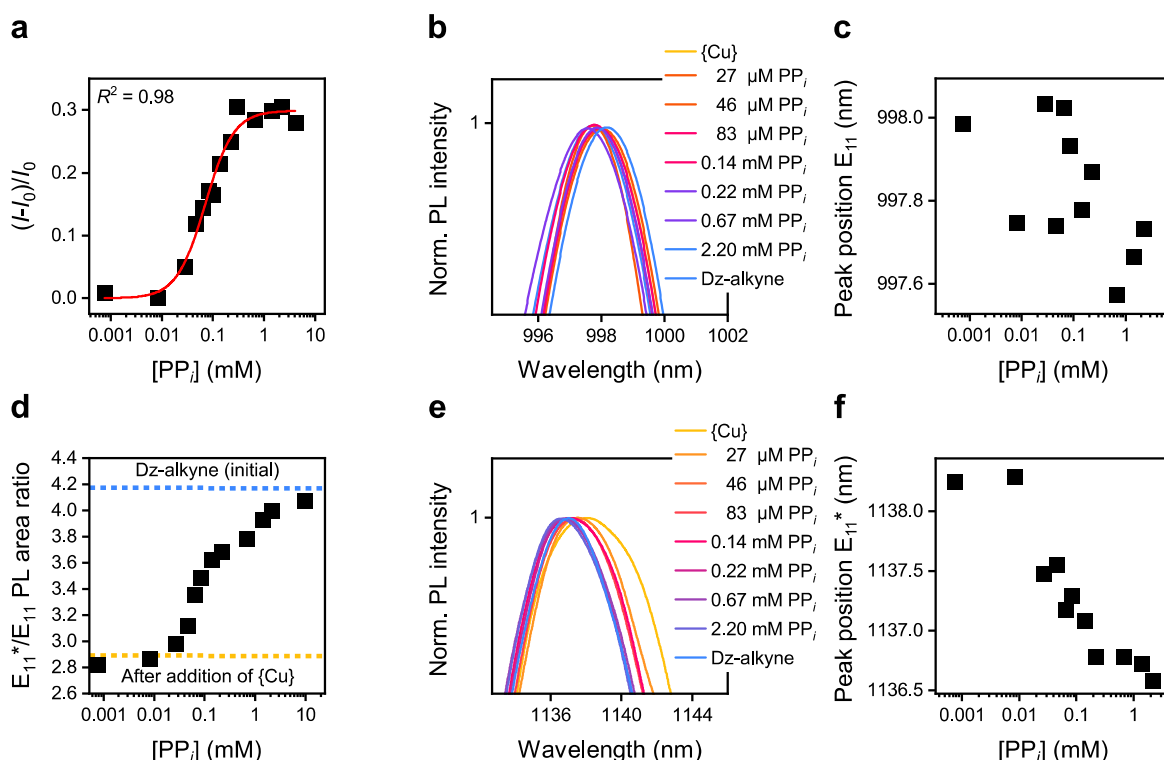 a
R² = 0.98
(I-I₀)/I₀
0.3
0.2
0.1
0.0
0.001 0.01 0.1 1 10
[PPᵢ] (mM)
b
Norm. PL intensity
1
996 998 1000 1002
Wavelength (nm)
{Cu}
27 µM PPᵢ
46 µM PPᵢ
83 µM PPᵢ
0.14 mM PPᵢ
0.22 mM PPᵢ
0.67 mM PPᵢ
2.20 mM PPᵢ
Dz-alkyne
c
Peak position E₁₁ (nm)
998.0
997.8
997.6
0.001 0.01 0.1 1
[PPᵢ] (mM)
d
E₁₁*/E₁₁ PL area ratio
4.4
4.2
4.0
3.8
3.6
3.4
3.2
3.0
2.8
2.6
Dz-alkyne (initial)
After addition of {Cu}
0.001 0.01 0.1 1 10
[PPᵢ] (mM)
e
Norm. PL intensity
1
1136 1140 1144
Wavelength (nm)
{Cu}
27 µM PPᵢ
46 µM PPᵢ
83 µM PPᵢ
0.14 mM PPᵢ
0.22 mM PPᵢ
0.67 mM PPᵢ
2.20 mM PPᵢ
Dz-alkyne
f
Peak position E₁₁* (nm)
1138.0
1137.5
1137.0
1136.5
0.001 0.01 0.1 1
[PPᵢ] (mM)